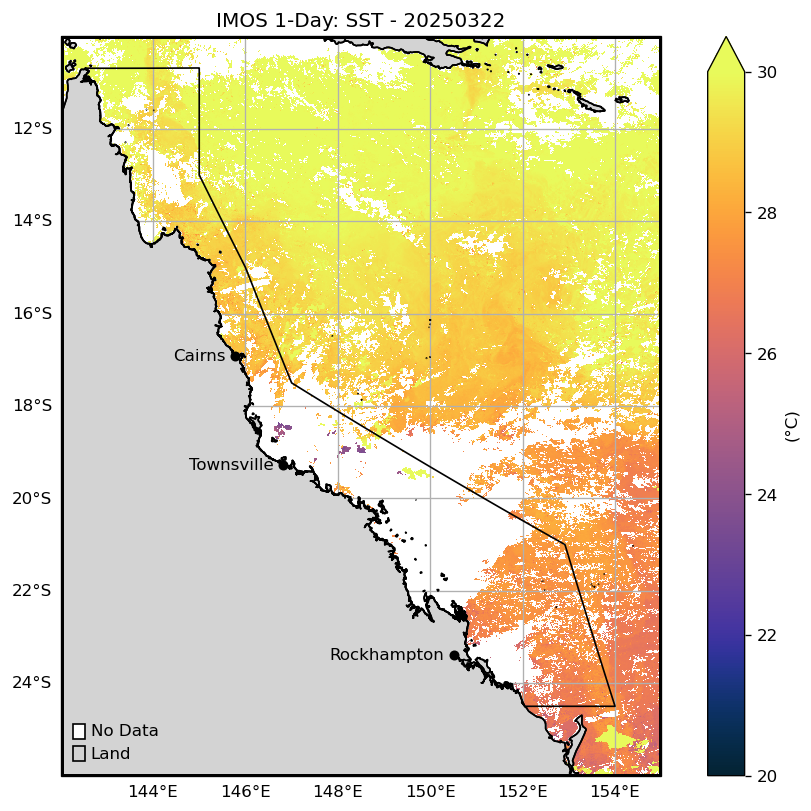 IMOS 1-Day: SST - 20250322
12°S
14°S
16°S
18°S
20°S
22°S
24°S
Cairns
Townsville
Rockhampton
No Data
Land
144°E 146°E 148°E 150°E 152°E 154°E
30
28
26
24
22
20
(°C)